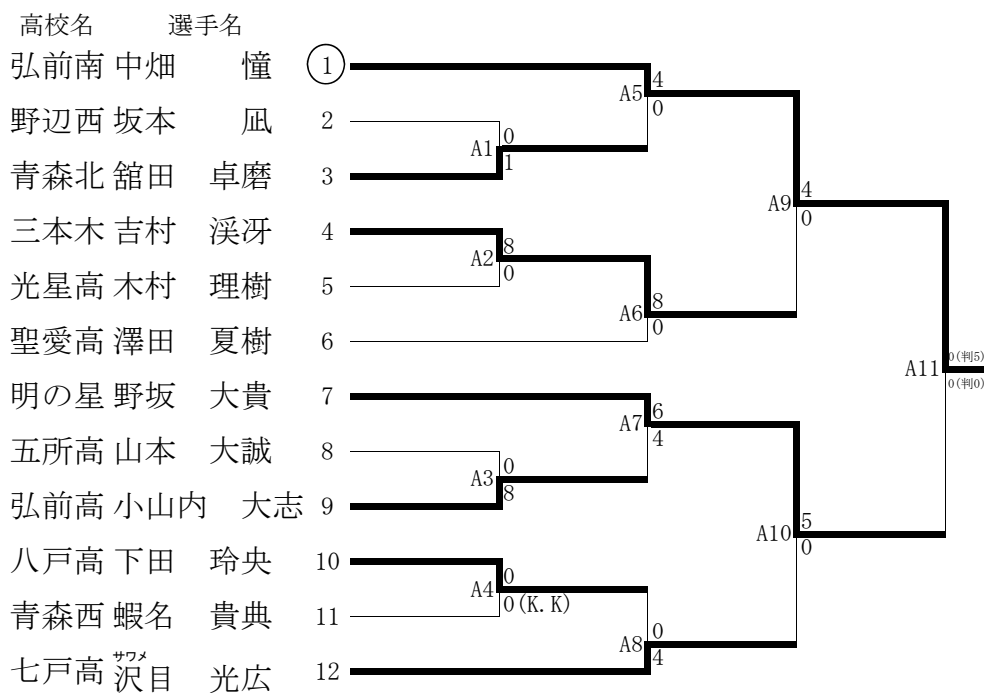 高校名 選手名
弘前南 中畑 憧 1
野辺西 坂本 凪 2
青森北 舘田 卓磨 3
三本木 吉村 渓冴 4
光星高 木村 理樹 5
聖愛高 澤田 夏樹 6
明の星 野坂 大貴 7
五所高 山本 大誠 8
弘前高 小山内 大志 9
八戸高 下田 玲央 10
青森西 蝦名 貴典 11
サワメ
七戸高 沢目 光広 12
A1 0 1
A2 8 0
A3 0 8
A4 0 0(K.K)
A5 4 0
A6 8 0
A7 6 4
A8 0 4
A9 4 0
A10 5 0
A11 0(判5) 0(判0)